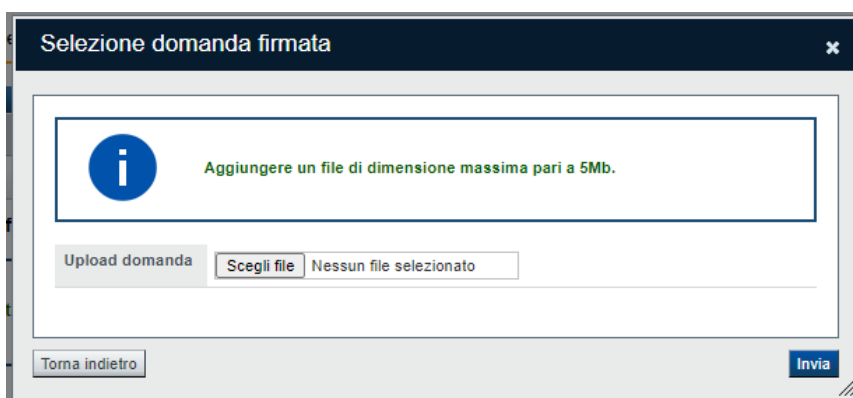 Selezione domanda firmata
Aggiungere un file di dimensione massima pari a 5Mb.
Upload domanda
Scegli file Nessun file selezionato
Torna indietro
Invia